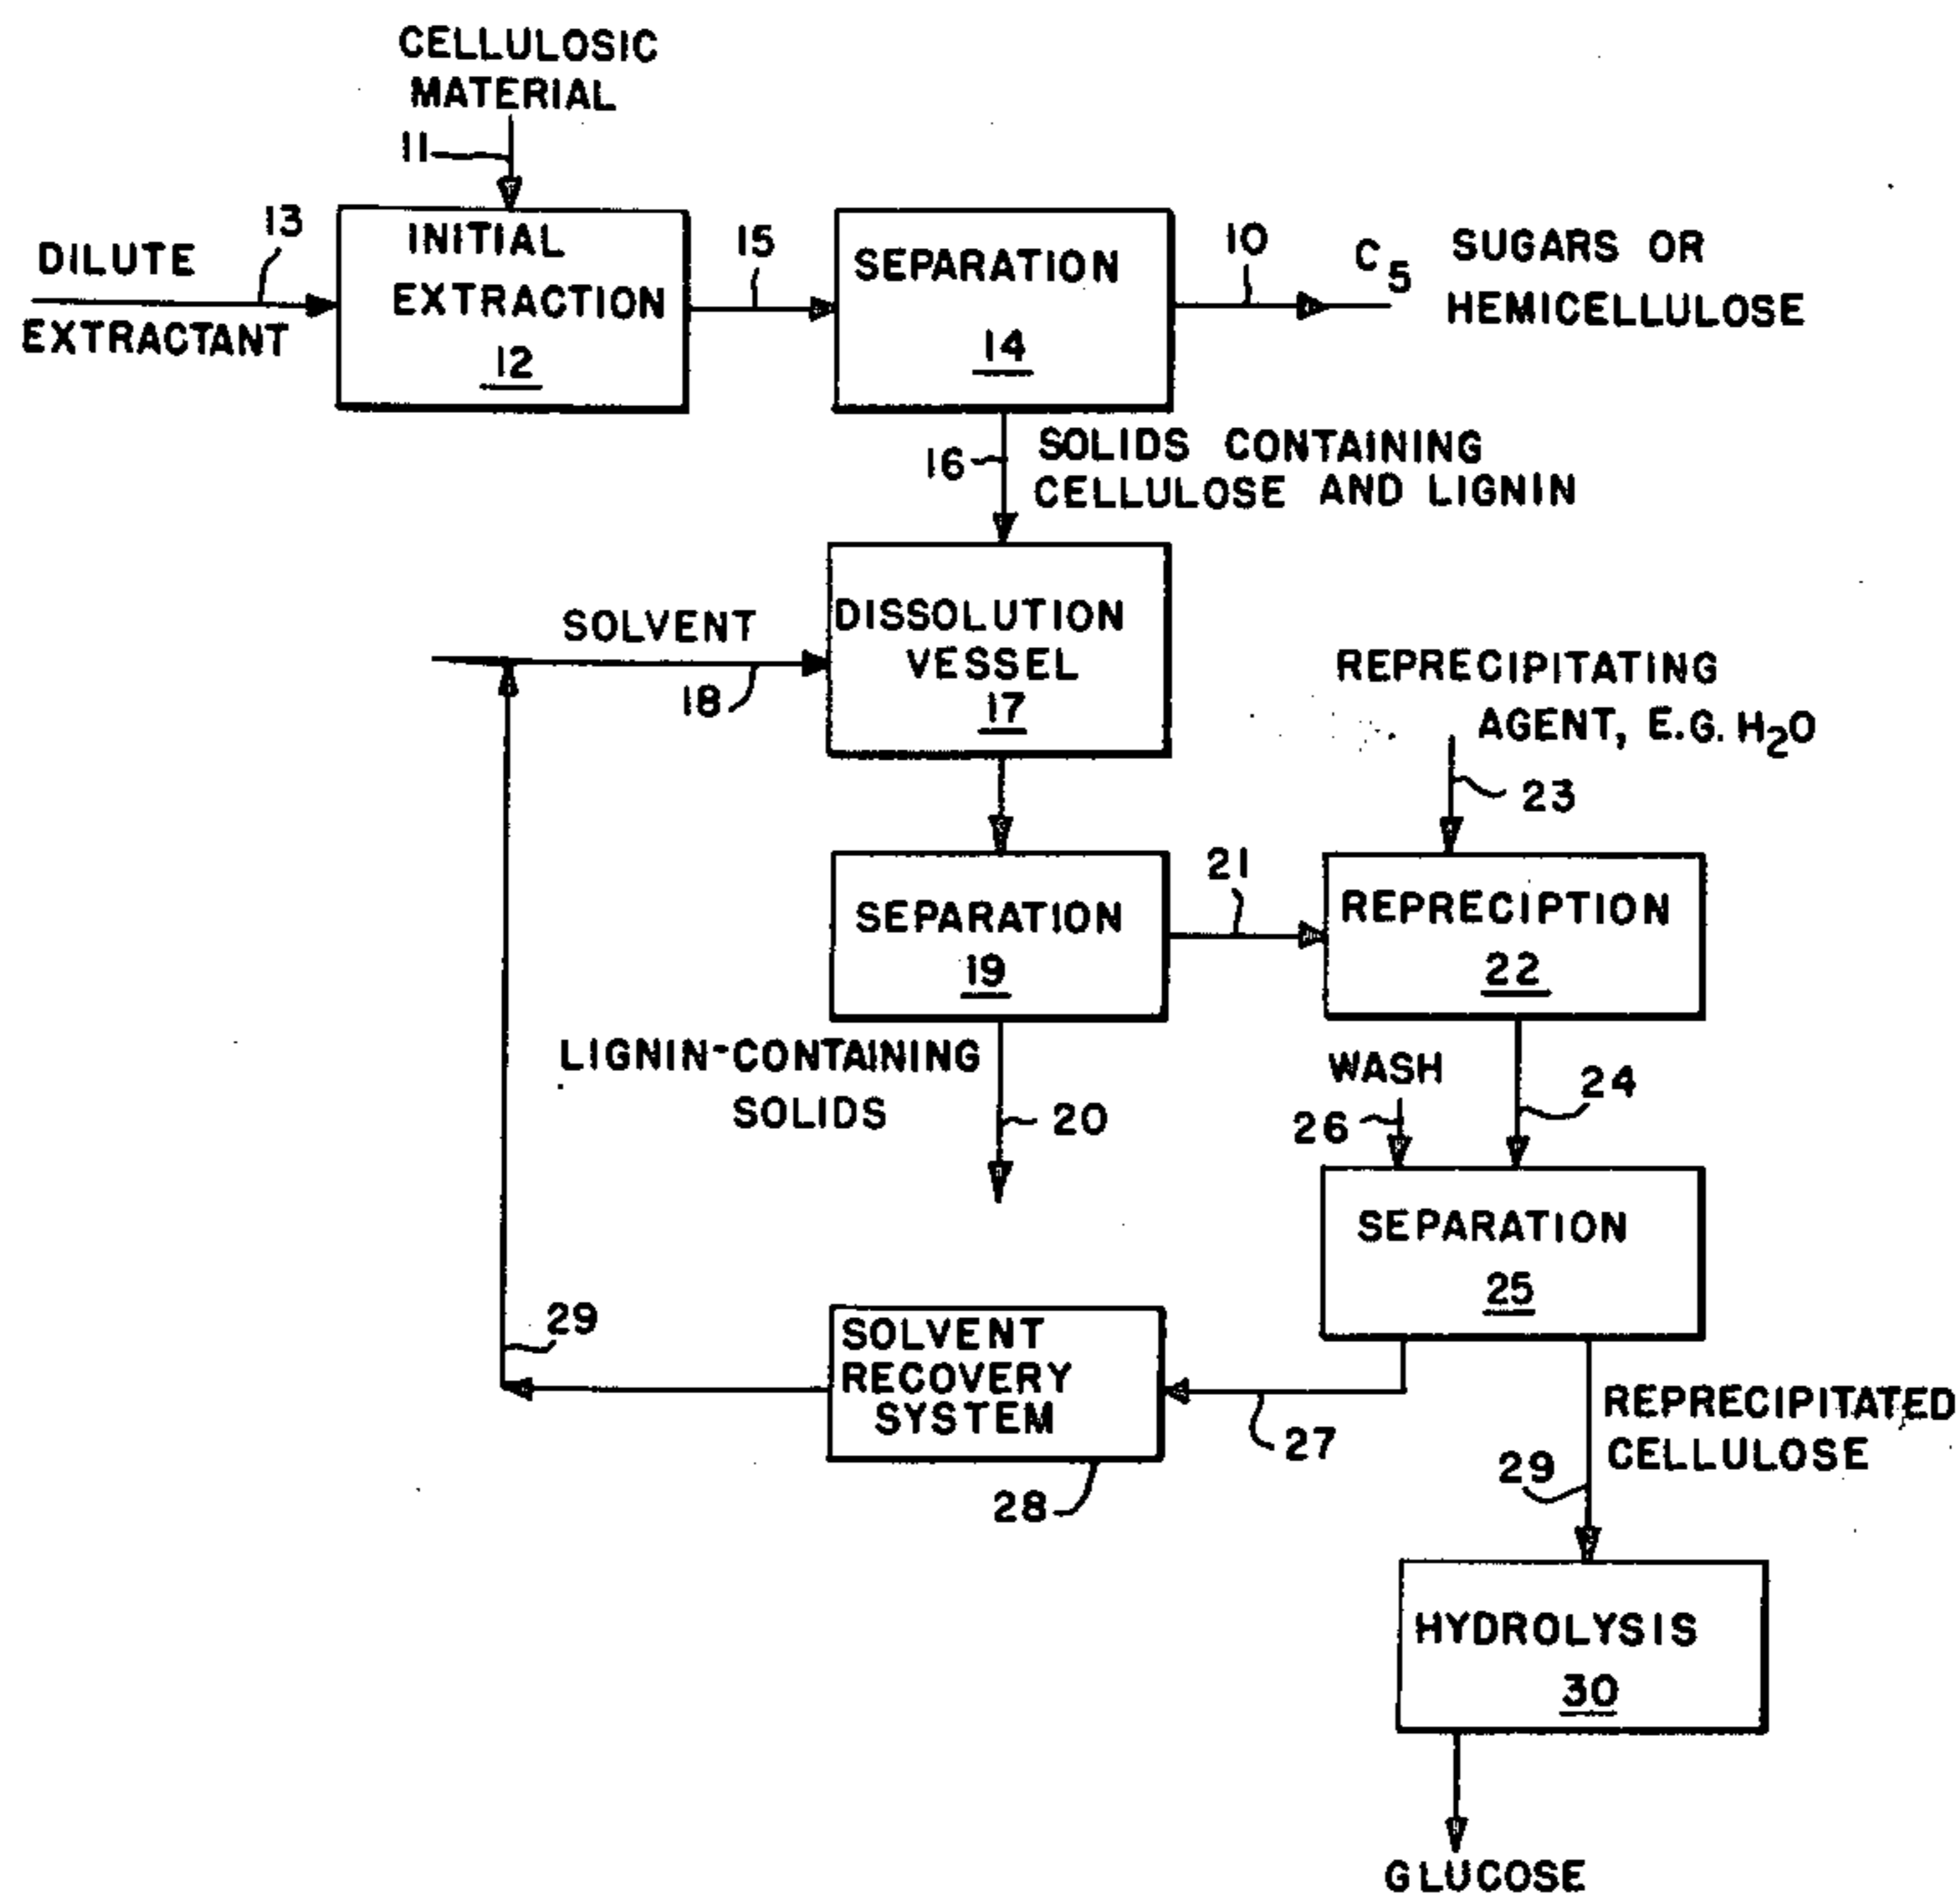 CELLULOSIC
MATERIAL
11
13
DILUTE
EXTRACTANT
INITIAL
EXTRACTION
12
15
SEPARATION
14
10
C5 SUGARS OR
HEMICELLULOSE
16
SOLIDS CONTAINING
CELLULOSE AND LIGNIN
SOLVENT
18
DISSOLUTION
VESSEL
17
REPRECIPITATING
AGENT, E.G. H2O
23
SEPARATION
19
21
REPRECIPTION
22
LIGNIN-CONTAINING
SOLIDS
20
WASH
26
24
SEPARATION
25
29
SOLVENT
RECOVERY
SYSTEM
28
27
REPRECIPITATED
CELLULOSE
29
HYDROLYSIS
30
GLUCOSE